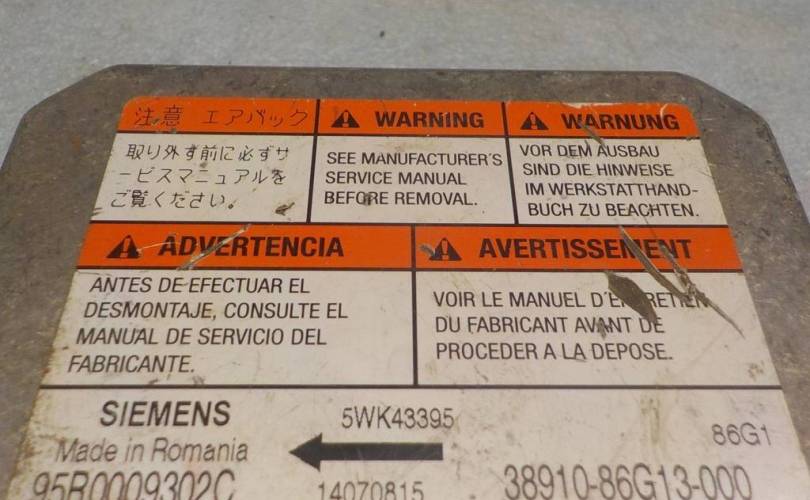 注意 エアバック
取り外す前に必ずサ
ービスマニュアルを
ご覧ください。
WARNING
SEE MANUFACTURER'S
SERVICE MANUAL
BEFORE REMOVAL.
WARNUNG
VOR DEM AUSBAU
SIND DIE HINWEISE
IM WERKSTATTHAND-
BUCH ZU BEACHTEN.
ADVERTENCIA
ANTES DE EFECTUAR EL
DESMONTAJE, CONSULTE EL
MANUAL DE SERVICIO DEL
FABRICANTE.
AVERTISSEMENT
VOIR LE MANUEL D'ENTRETIEN
DU FABRICANT AVANT DE
PROCEDER A LA DEPOSE.
SIEMENS
5WK43395
86G1
Made in Romania
95R0009302C
14070815
38910-86G13-000